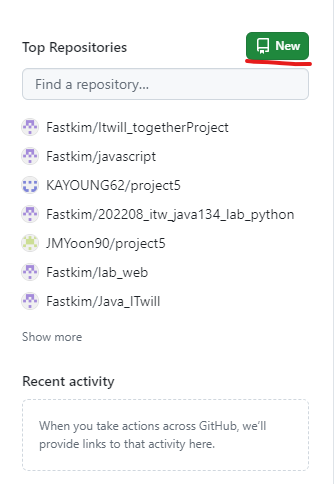 Top Repositories
New
Find a repository...
Fastkim/Itwill_togetherProject
Fastkim/javascript
KAYOUNG62/project5
Fastkim/202208_itw_java134_lab_python
JMYoon90/project5
Fastkim/lab_web
Fastkim/Java_ITwill
Show more
Recent activity
When you take actions across GitHub, we'll
provide links to that activity here.